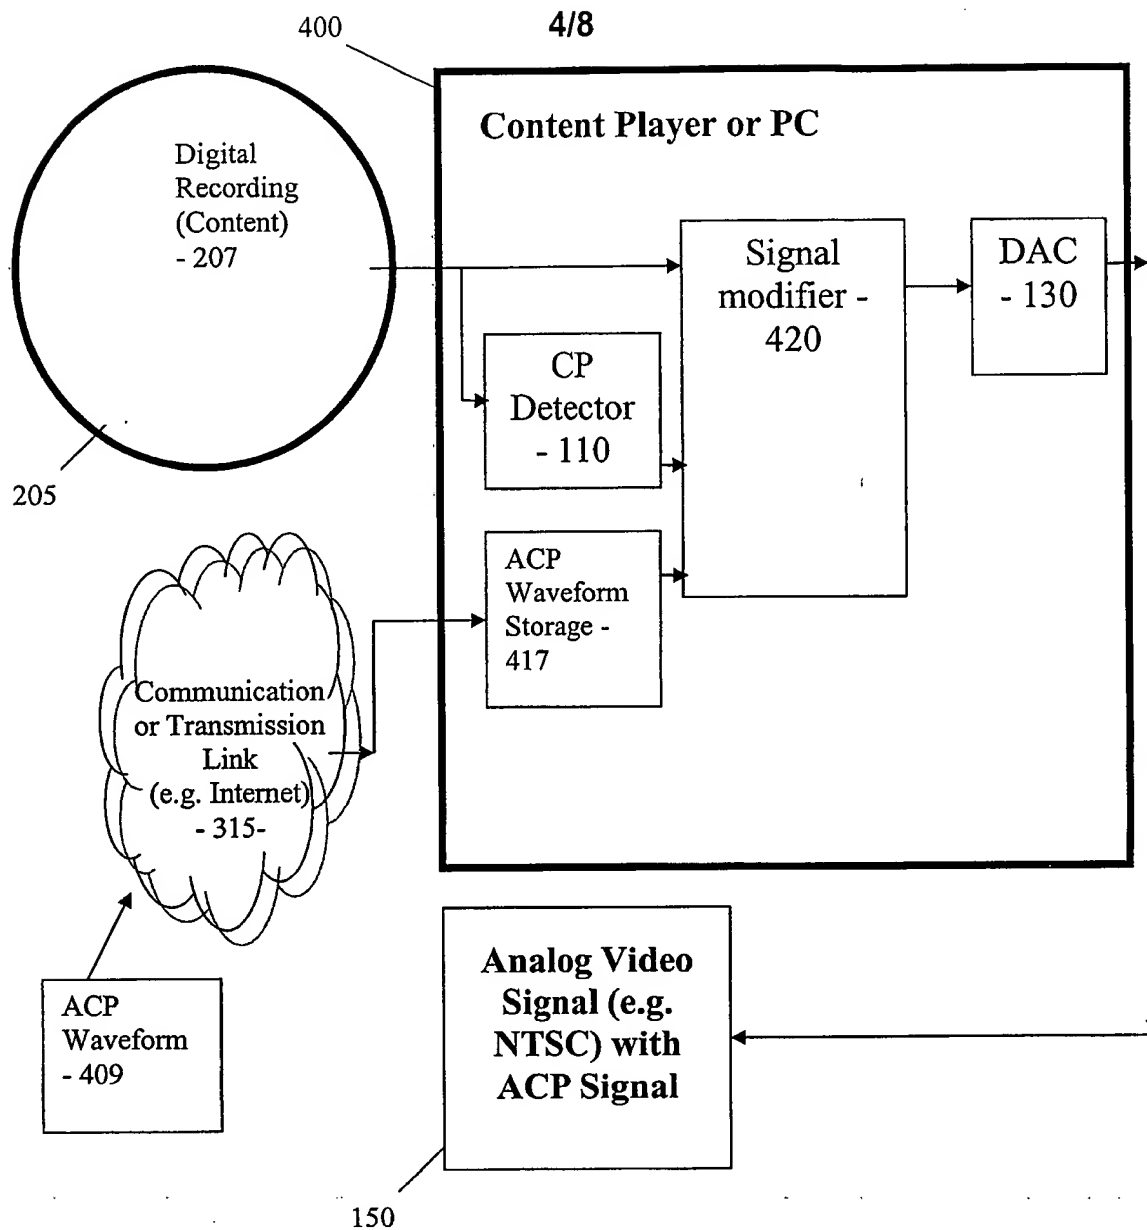 400
4/8
Content Player or PC
Digital
Recording
(Content)
- 207
Signal
modifier -
420
DAC
- 130
CP
Detector
- 110
205
ACP
Waveform
Storage -
417
Communication
or Transmission
Link
(e.g. Internet)
- 315-
ACP
Waveform
- 409
Analog Video
Signal (e.g.
NTSC) with
ACP Signal
150